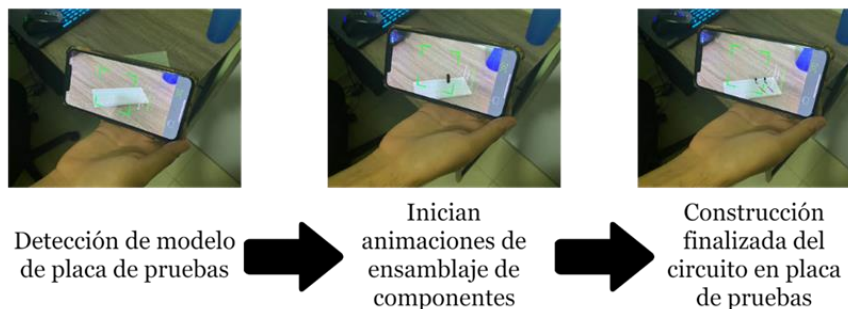 Detección de modelo
de placa de pruebas
Inician
animaciones de
ensamblaje de
componentes
Construcción
finalizada del
circuito en placa
de pruebas